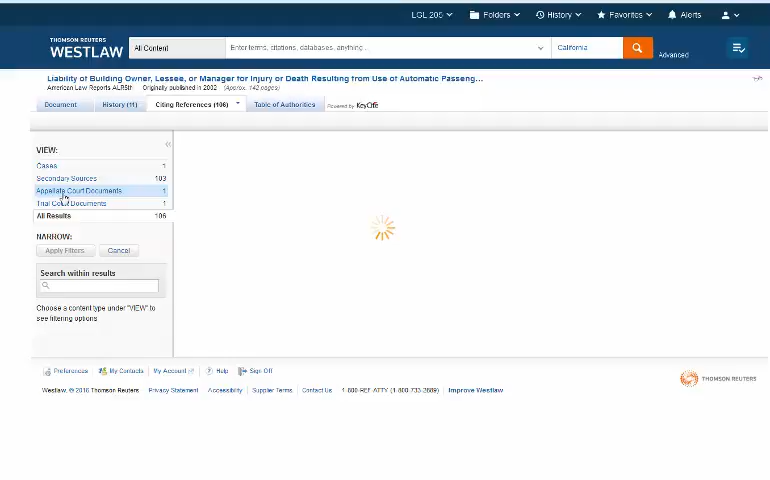 LGL 205 Folders History Favorites Alerts
THOMSON REUTERS
WESTLAW
All Content Enter terms, citations, databases, anything... California Advanced
Liability of Building Owner, Lessee, or Manager for Injury or Death Resulting from Use of Automatic Passeng...
American Law Reports ALR5th Originally published in 2002 (Approx. 142 pages)
Document History (11) Citing References (106) Table of Authorities Powered by KeyCite
VIEW:
Cases 1
Secondary Sources 103
Appellate Court Documents 1
Trial Court Documents 1
All Results 106
NARROW:
Apply Filters Cancel
Search within results
Choose a content type under "VIEW" to
see filtering options
Preferences My Contacts My Account Help Sign Off
Westlaw. © 2016 Thomson Reuters Privacy Statement Accessibility Supplier Terms Contact Us 1-800-REF-ATTY (1-800-733-2889) Improve Westlaw
THOMSON REUTERS